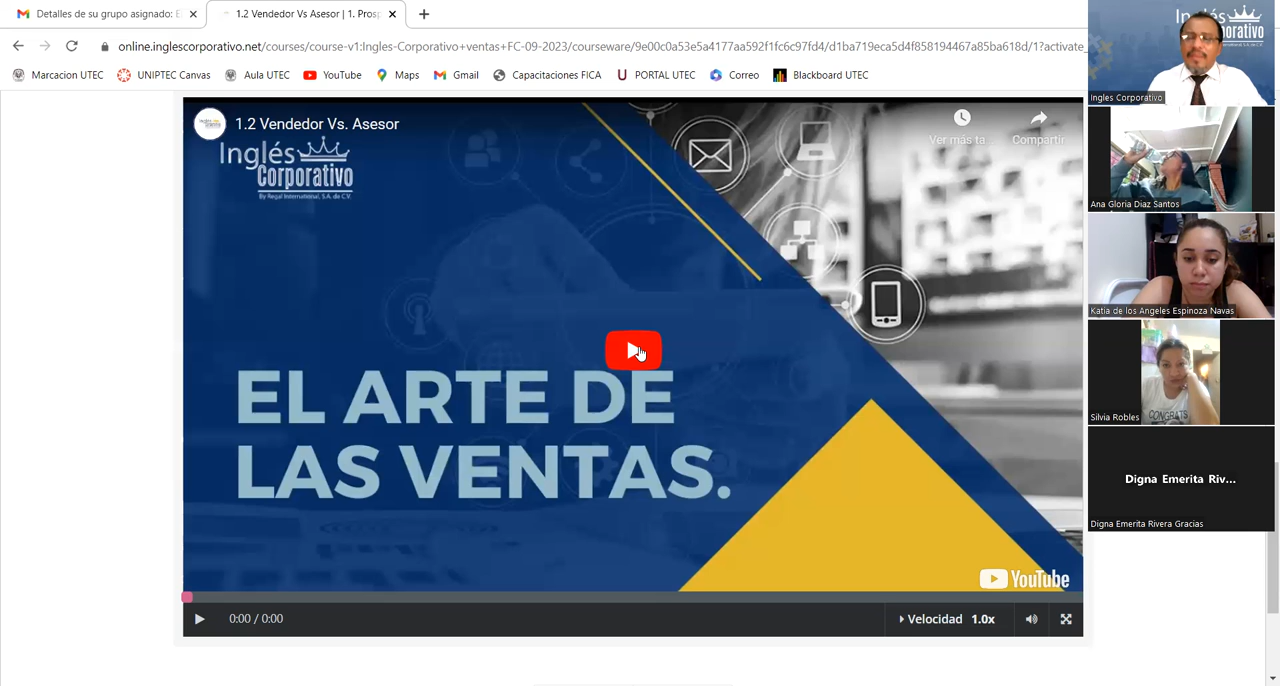 Detalles de su grupo asignado: E
1.2 Vendedor Vs Asesor | 1. Prosp
online.inglescorporativo.net/courses/course-v1:Ingles-Corporativo+ventas+FC-09-2023/courseware/9e00c0a53e5a4177aa592f1fc6c97fd4/d1ba719eca5d4f858194467a85ba618d/1?activate_
Marcacion UTEC
UNIPTEC Canvas
Aula UTEC
YouTube
Maps
Gmail
Capacitaciones FICA
PORTAL UTEC
Correo
Blackboard UTEC
1.2 Vendedor Vs. Asesor
Ver más ta...
Compartir
Inglés
Corporativo
By Regal International, S.A. de C.V.
EL ARTE DE
LAS VENTAS.
YouTube
0:00 / 0:00
Velocidad 1.0x
Ingles Corporativo
Ana Gloria Diaz Santos
Katia de los Angeles Espinoza Navas
CONGRATS
Silvia Robles
Digna Emerita Riv...
Digna Emerita Rivera Gracias